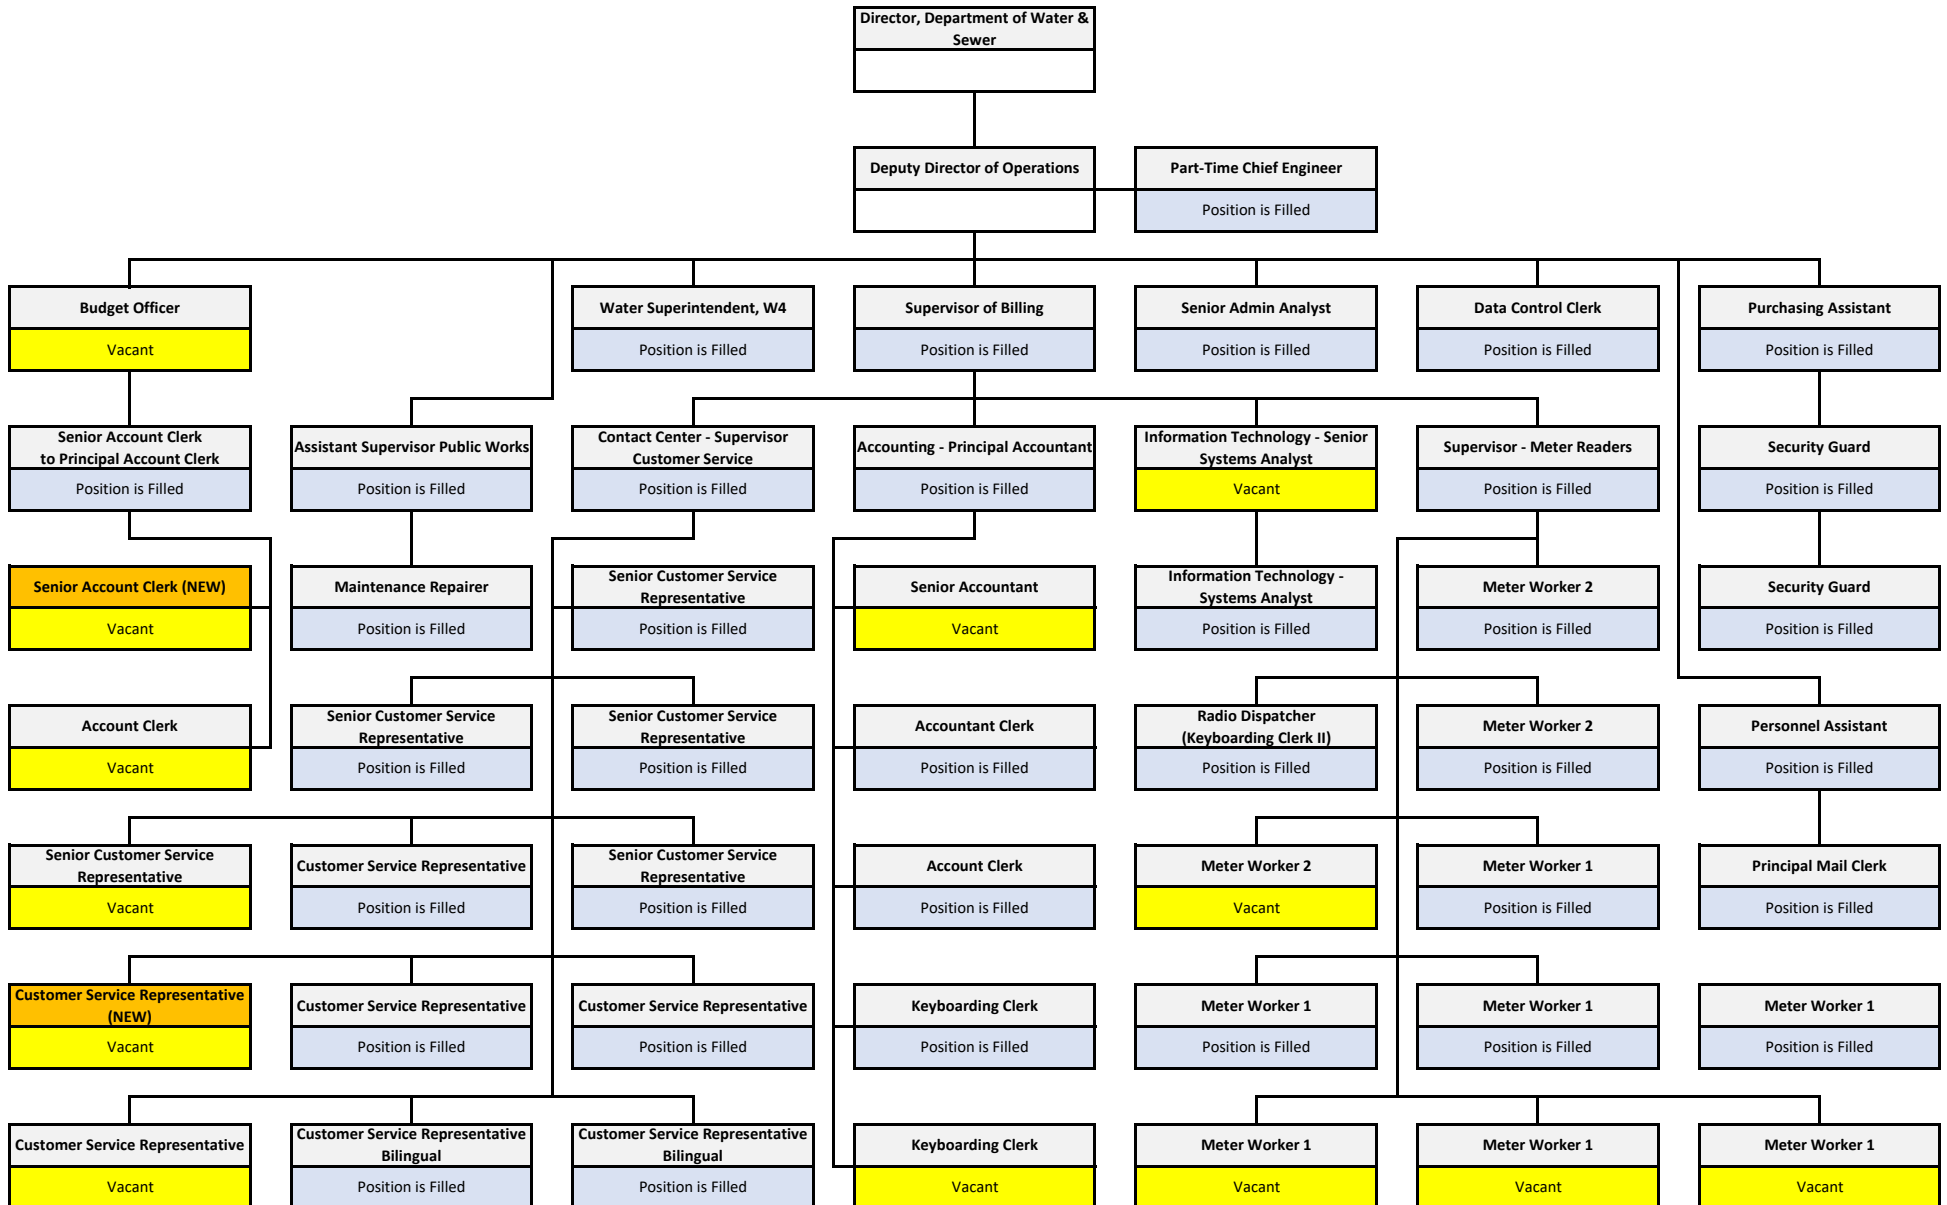 Director, Department of Water &
Sewer
Deputy Director of Operations
Part-Time Chief Engineer
Position is Filled
Budget Officer
Vacant
Water Superintendent, W4
Position is Filled
Supervisor of Billing
Position is Filled
Senior Admin Analyst
Position is Filled
Data Control Clerk
Position is Filled
Purchasing Assistant
Position is Filled
Senior Account Clerk
to Principal Account Clerk
Position is Filled
Assistant Supervisor Public Works
Position is Filled
Contact Center - Supervisor
Customer Service
Position is Filled
Accounting - Principal Accountant
Position is Filled
Information Technology - Senior
Systems Analyst
Vacant
Supervisor - Meter Readers
Position is Filled
Security Guard
Position is Filled
Senior Account Clerk (NEW)
Vacant
Maintenance Repairer
Position is Filled
Senior Customer Service
Representative
Position is Filled
Senior Accountant
Vacant
Information Technology -
Systems Analyst
Position is Filled
Meter Worker 2
Position is Filled
Security Guard
Position is Filled
Account Clerk
Vacant
Senior Customer Service
Representative
Position is Filled
Senior Customer Service
Representative
Position is Filled
Accountant Clerk
Position is Filled
Radio Dispatcher
(Keyboarding Clerk II)
Position is Filled
Meter Worker 2
Position is Filled
Personnel Assistant
Position is Filled
Senior Customer Service
Representative
Vacant
Customer Service Representative
Position is Filled
Senior Customer Service
Representative
Position is Filled
Account Clerk
Position is Filled
Meter Worker 2
Vacant
Meter Worker 1
Position is Filled
Principal Mail Clerk
Position is Filled
Customer Service Representative
(NEW)
Vacant
Customer Service Representative
Position is Filled
Customer Service Representative
Position is Filled
Keyboarding Clerk
Position is Filled
Meter Worker 1
Position is Filled
Meter Worker 1
Position is Filled
Meter Worker 1
Position is Filled
Customer Service Representative
Vacant
Customer Service Representative
Bilingual
Position is Filled
Customer Service Representative
Bilingual
Position is Filled
Keyboarding Clerk
Vacant
Meter Worker 1
Vacant
Meter Worker 1
Vacant
Meter Worker 1
Vacant